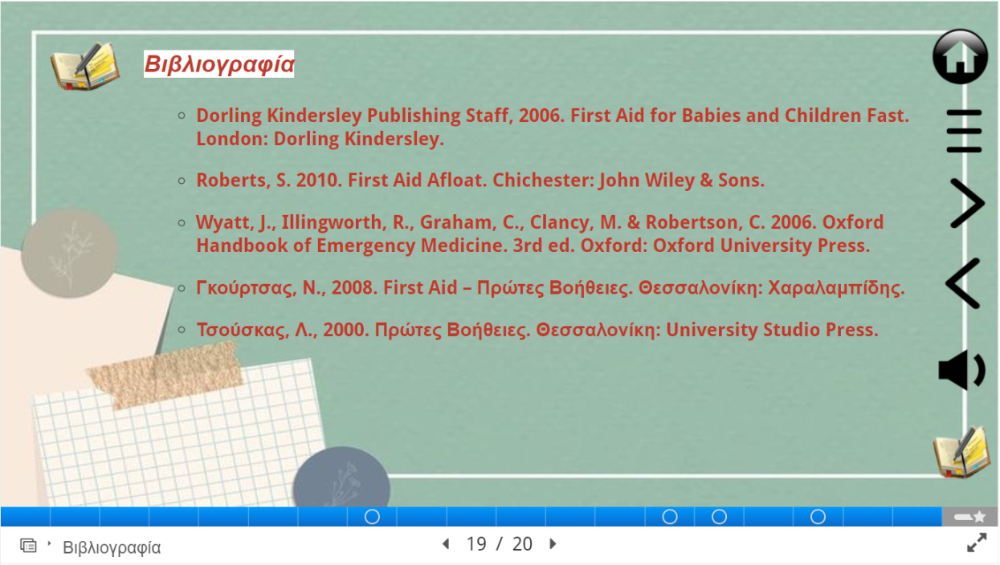 Βιβλιογραφία
Dorling Kindersley Publishing Staff, 2006. First Aid for Babies and Children Fast.
London: Dorling Kindersley.
Roberts, S. 2010. First Aid Afloat. Chichester: John Wiley & Sons.
Wyatt, J., Illingworth, R., Graham, C., Clancy, M. & Robertson, C. 2006. Oxford
Handbook of Emergency Medicine. 3rd ed. Oxford: Oxford University Press.
Γκούρτσας, Ν., 2008. First Aid – Πρώτες Βοήθειες. Θεσσαλονίκη: Χαραλαμπίδης.
Τσούσκας, Λ., 2000. Πρώτες Βοήθειες. Θεσσαλονίκη: University Studio Press.
Βιβλιογραφία
19 / 20